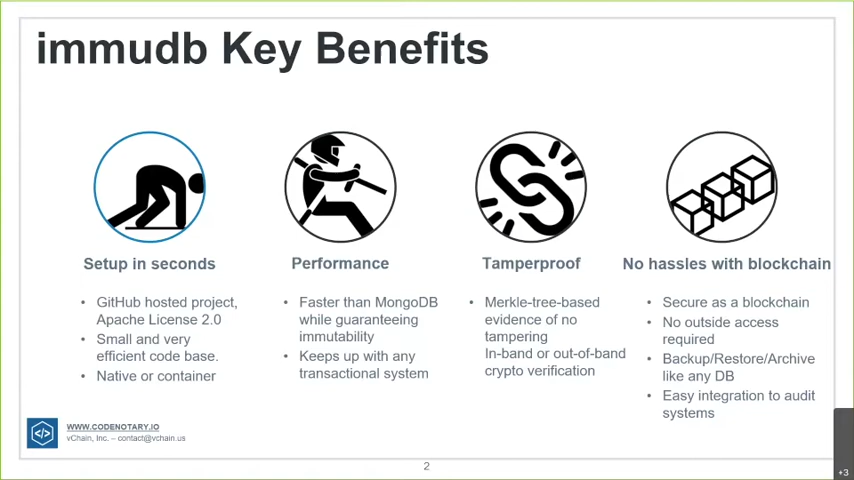 immudb Key Benefits
Setup in seconds
• GitHub hosted project,
Apache License 2.0
• Small and very
efficient code base.
• Native or container
Performance
• Faster than MongoDB
while guaranteeing
immutability
• Keeps up with any
transactional system
Tamperproof
• Merkle-tree-based
evidence of no
tampering
In-band or out-of-band
crypto verification
No hassles with blockchain
• Secure as a blockchain
• No outside access
required
• Backup/Restore/Archive
like any DB
• Easy integration to audit
systems
</>
WWW.CODENOTARY.IO
vChain, Inc. – contact@vchain.us
2
+3